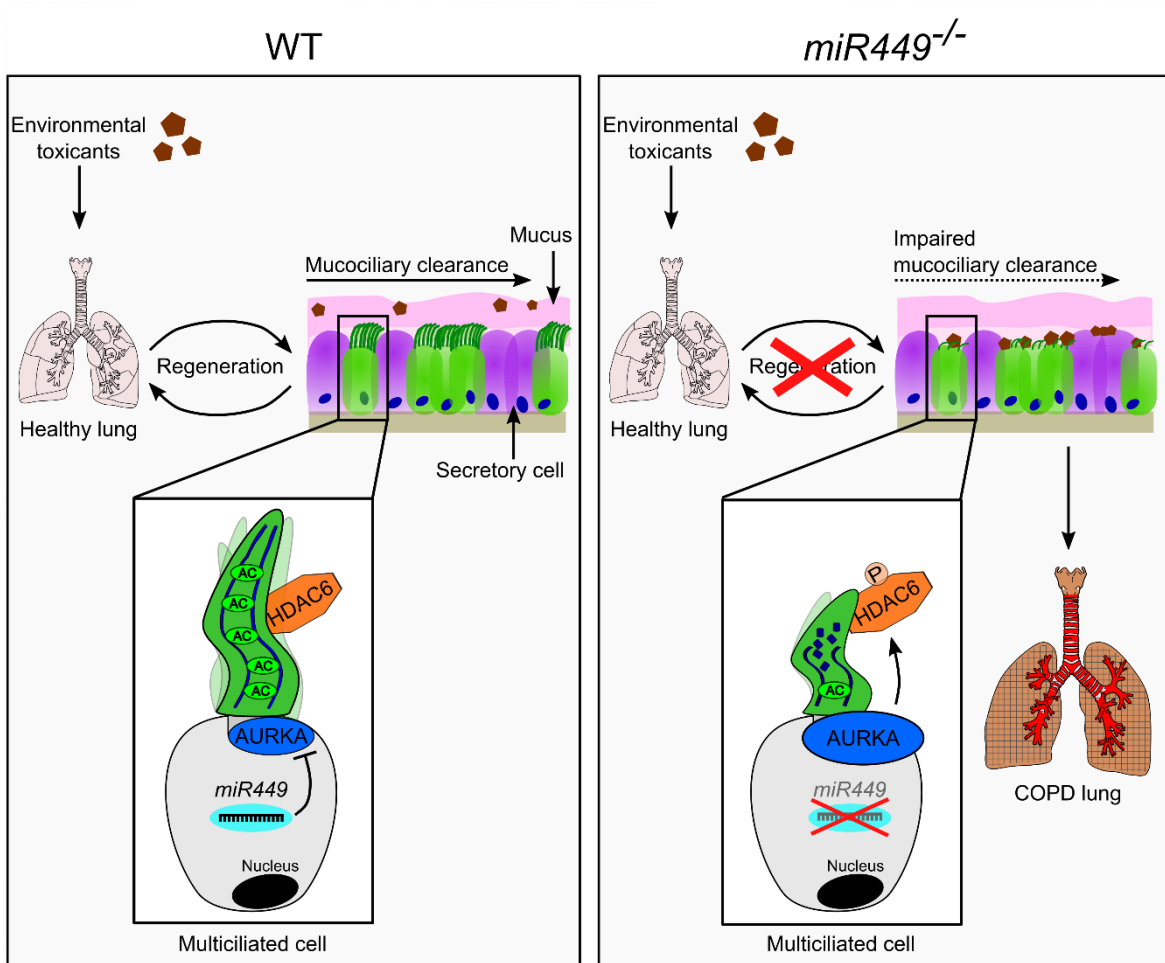 WT
Environmental
toxicants
Mucus
Mucociliary clearance
Regeneration
Healthy lung
Secretory cell
AC
AC
AC
AC
AC
HDAC6
AURKA
miR449
Nucleus
Multiciliated cell
miR449-/-
Environmental
toxicants
Impaired
mucociliary clearance
Regeneration
Healthy lung
P
HDAC6
AC
AURKA
miR449
Nucleus
Multiciliated cell
COPD lung